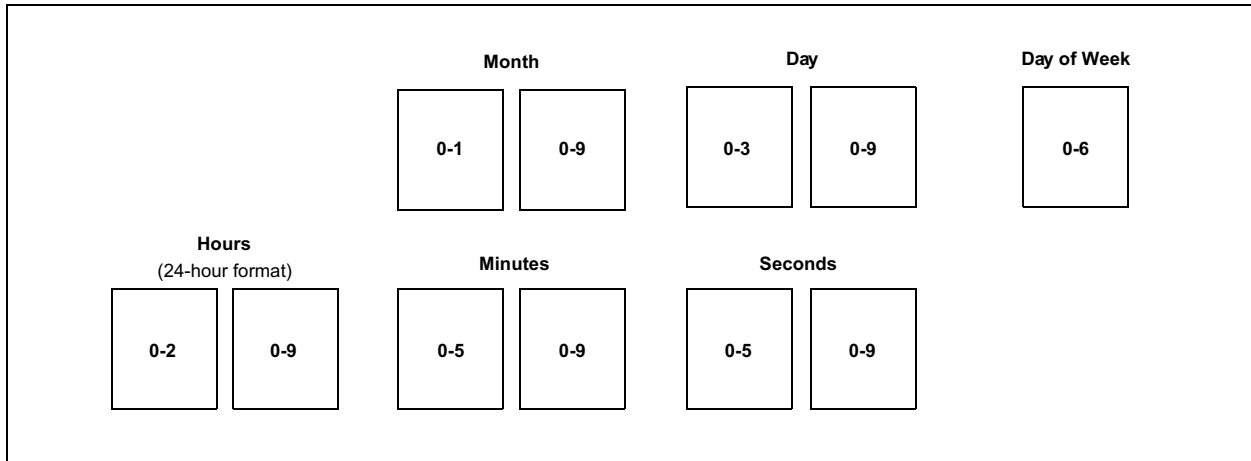 Month Day Day of Week
0-1 0-9 0-3 0-9 0-6
Hours
(24-hour format) Minutes Seconds
0-2 0-9 0-5 0-9 0-5 0-9